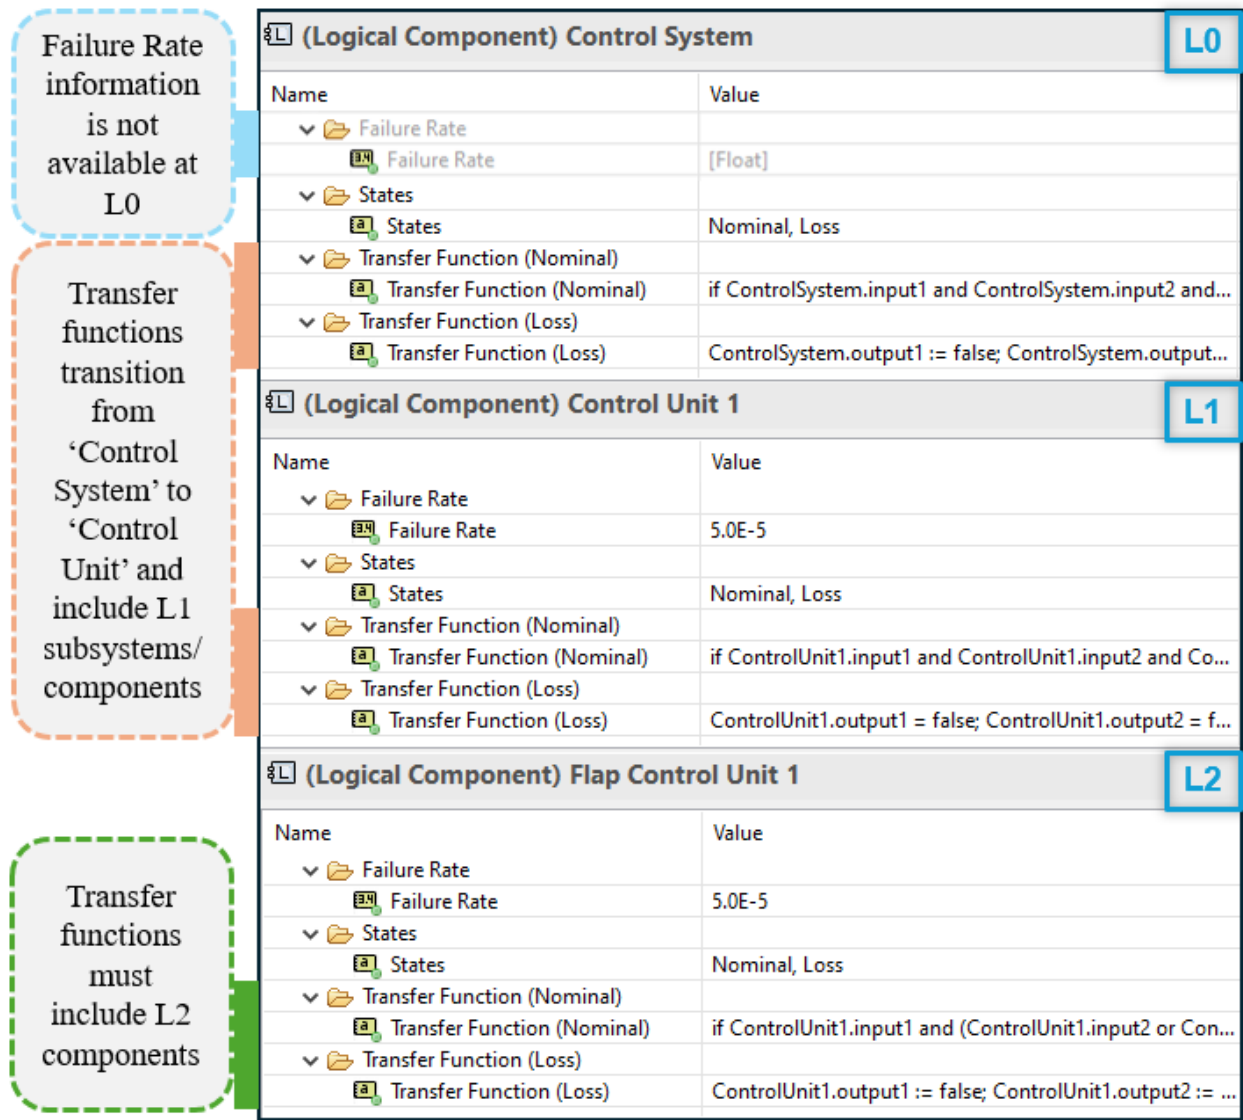 Failure Rate
information
is not
available at
L0
Transfer
functions
transition
from
‘Control
System’ to
‘Control
Unit’ and
include L1
subsystems/
components
Transfer
functions
must
include L2
components
(Logical Component) Control System
L0
Name Value
Failure Rate
Failure Rate [Float]
States
States Nominal, Loss
Transfer Function (Nominal)
Transfer Function (Nominal) if ControlSystem.input1 and ControlSystem.input2 and...
Transfer Function (Loss)
Transfer Function (Loss) ControlSystem.output1 := false; ControlSystem.output...
(Logical Component) Control Unit 1
L1
Name Value
Failure Rate
Failure Rate 5.0E-5
States
States Nominal, Loss
Transfer Function (Nominal)
Transfer Function (Nominal) if ControlUnit1.input1 and ControlUnit1.input2 and Co...
Transfer Function (Loss)
Transfer Function (Loss) ControlUnit1.output1 = false; ControlUnit1.output2 = f...
(Logical Component) Flap Control Unit 1
L2
Name Value
Failure Rate
Failure Rate 5.0E-5
States
States Nominal, Loss
Transfer Function (Nominal)
Transfer Function (Nominal) if ControlUnit1.input1 and (ControlUnit1.input2 or Con...
Transfer Function (Loss)
Transfer Function (Loss) ControlUnit1.output1 := false; ControlUnit1.output2 := ...